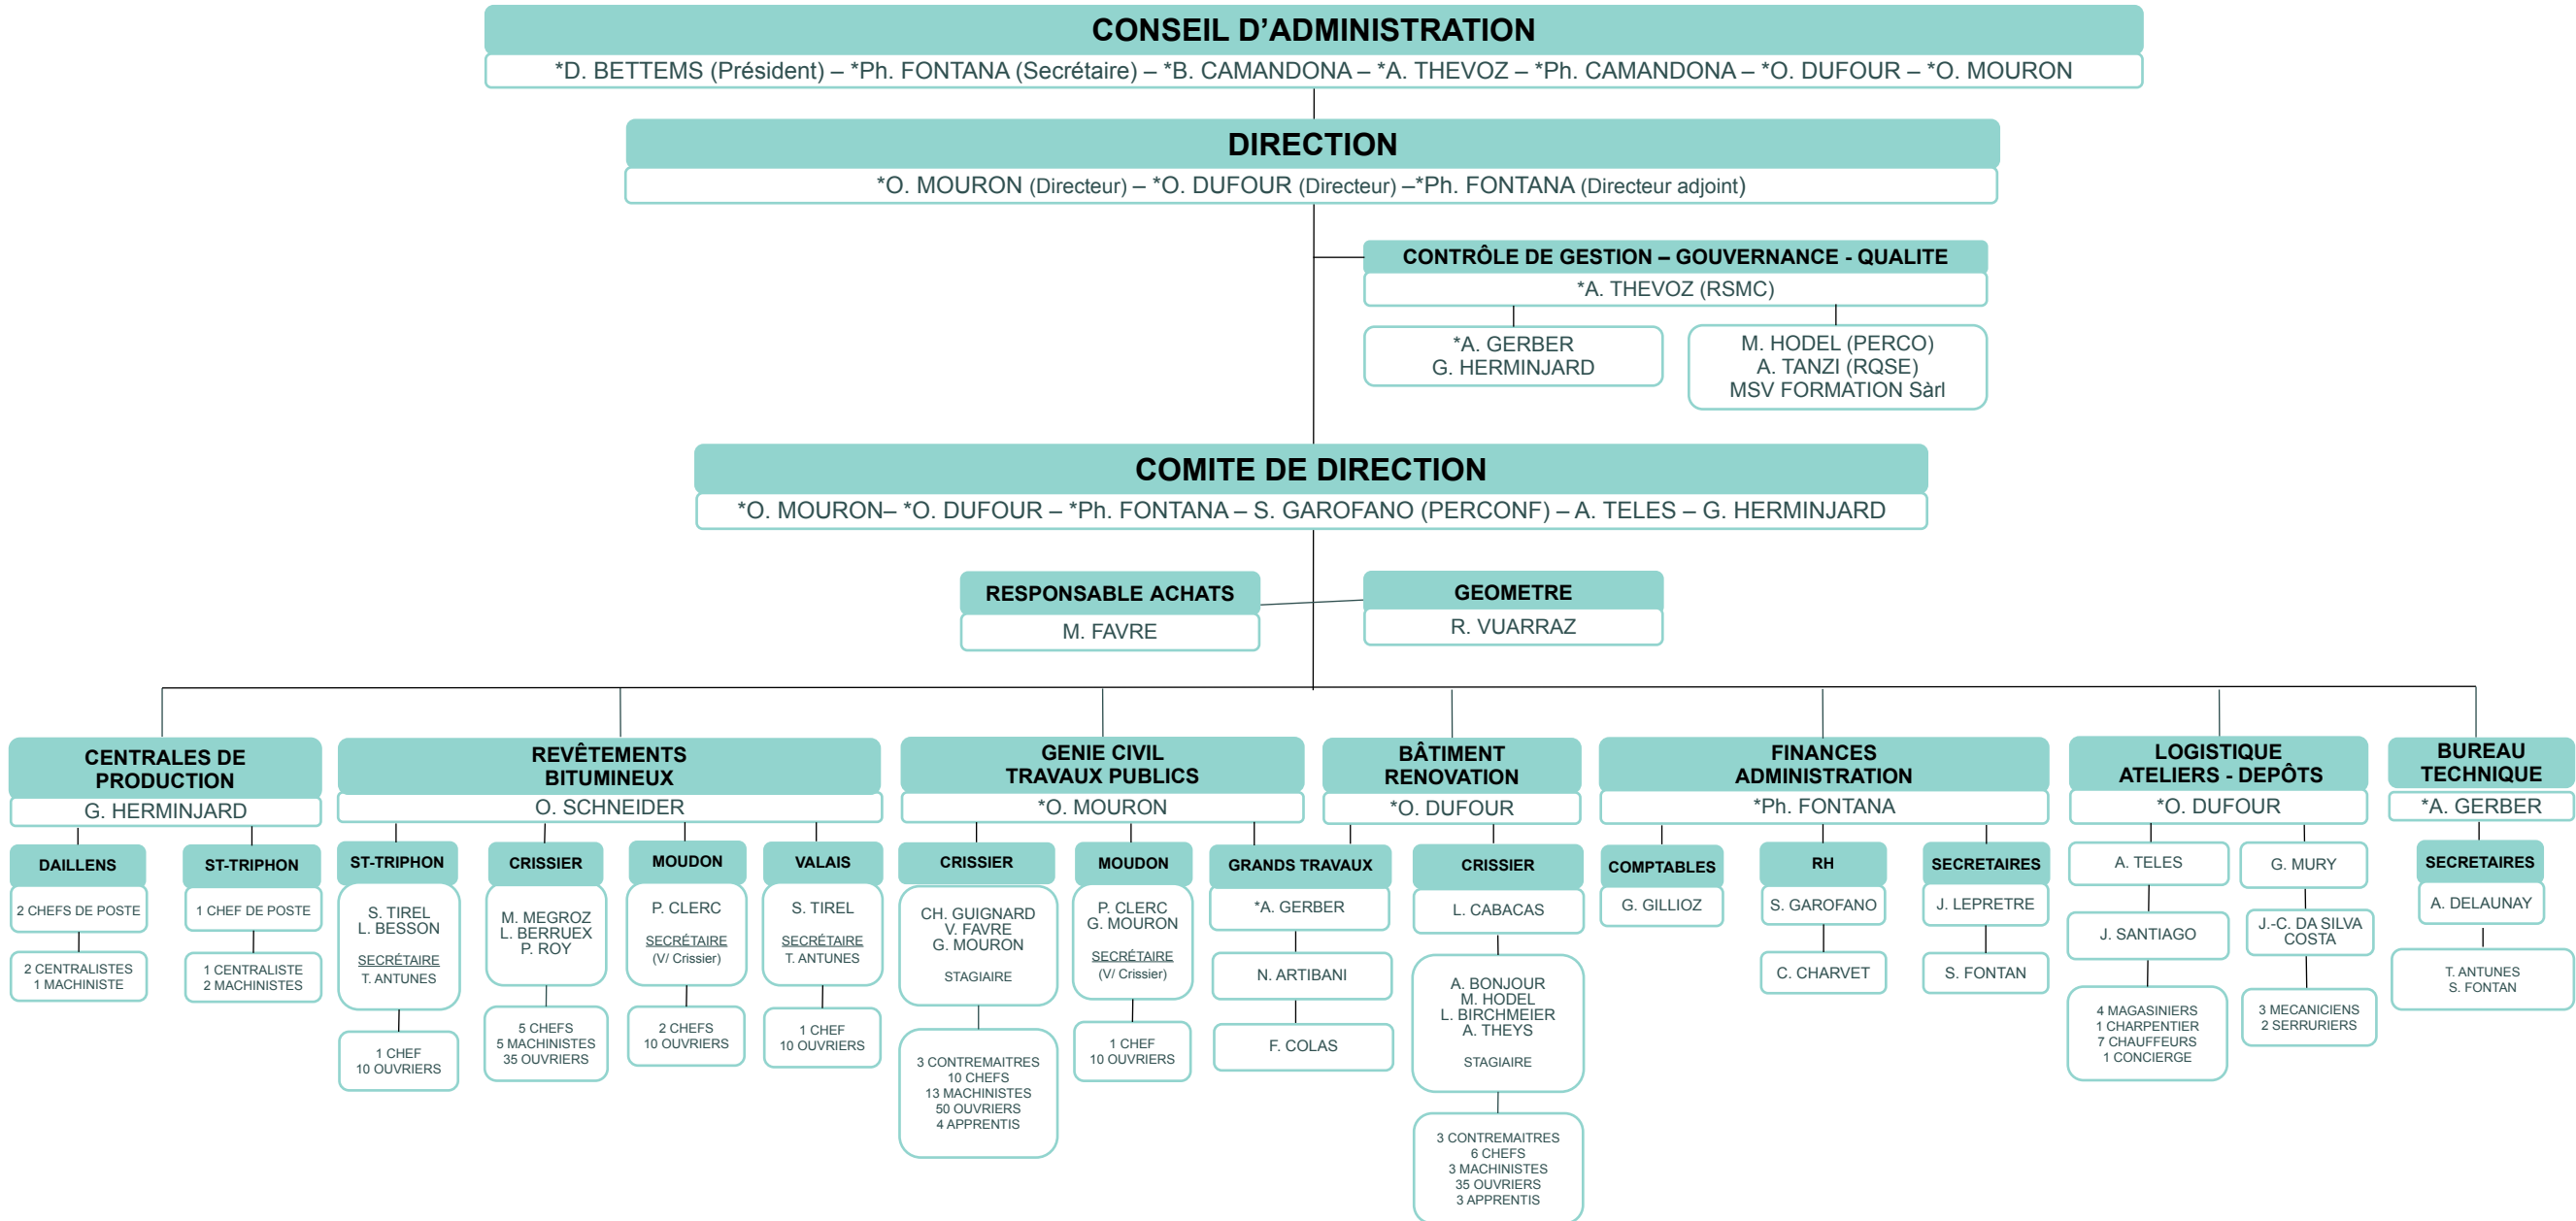 CONSEIL D’ADMINISTRATION
*D. BETTEMS (Président) – *Ph. FONTANA (Secrétaire) – *B. CAMANDONA – *A. THEVOZ – *Ph. CAMANDONA – *O. DUFOUR – *O. MOURON
DIRECTION
*O. MOURON (Directeur) – *O. DUFOUR (Directeur) –*Ph. FONTANA (Directeur adjoint)
CONTRÔLE DE GESTION – GOUVERNANCE - QUALITE
*A. THEVOZ (RSMC)
*A. GERBER
G. HERMINJARD
M. HODEL (PERCO)
A. TANZI (RQSE)
MSV FORMATION Sàrl
COMITE DE DIRECTION
*O. MOURON– *O. DUFOUR – *Ph. FONTANA – S. GAROFANO (PERCONF) – A. TELES – G. HERMINJARD
RESPONSABLE ACHATS
M. FAVRE
GEOMETRE
R. VUARRAZ
CENTRALES DE
PRODUCTION
G. HERMINJARD
DAILLENS
2 CHEFS DE POSTE
2 CENTRALISTES
1 MACHINISTE
ST-TRIPHON
1 CHEF DE POSTE
1 CENTRALISTE
2 MACHINISTES
REVÊTEMENTS
BITUMINEUX
O. SCHNEIDER
ST-TRIPHON
S. TIREL
L. BESSON
SECRÉTAIRE
T. ANTUNES
1 CHEF
10 OUVRIERS
CRISSIER
M. MEGROZ
L. BERRUEX
P. ROY
5 CHEFS
5 MACHINISTES
35 OUVRIERS
MOUDON
P. CLERC
SECRÉTAIRE
(V/ Crissier)
2 CHEFS
10 OUVRIERS
VALAIS
S. TIREL
SECRÉTAIRE
T. ANTUNES
1 CHEF
10 OUVRIERS
GENIE CIVIL
TRAVAUX PUBLICS
*O. MOURON
CRISSIER
CH. GUIGNARD
V. FAVRE
G. MOURON
STAGIAIRE
3 CONTREMAITRES
10 CHEFS
13 MACHINISTES
50 OUVRIERS
4 APPRENTIS
MOUDON
P. CLERC
G. MOURON
SECRÉTAIRE
(V/ Crissier)
1 CHEF
10 OUVRIERS
GRANDS TRAVAUX
*A. GERBER
N. ARTIBANI
F. COLAS
BÂTIMENT
RENOVATION
*O. DUFOUR
CRISSIER
L. CABACAS
A. BONJOUR
M. HODEL
L. BIRCHMEIER
A. THEYS
STAGIAIRE
3 CONTREMAITRES
6 CHEFS
3 MACHINISTES
35 OUVRIERS
3 APPRENTIS
FINANCES
ADMINISTRATION
*Ph. FONTANA
COMPTABLES
G. GILLIOZ
RH
S. GAROFANO
C. CHARVET
SECRETAIRES
J. LEPRETRE
S. FONTAN
LOGISTIQUE
ATELIERS - DEPÔTS
*O. DUFOUR
A. TELES
J. SANTIAGO
4 MAGASINIERS
1 CHARPENTIER
7 CHAUFFEURS
1 CONCIERGE
G. MURY
J.-C. DA SILVA
COSTA
3 MECANICIENS
2 SERRURIERS
BUREAU
TECHNIQUE
*A. GERBER
SECRETAIRES
A. DELAUNAY
T. ANTUNES
S. FONTAN